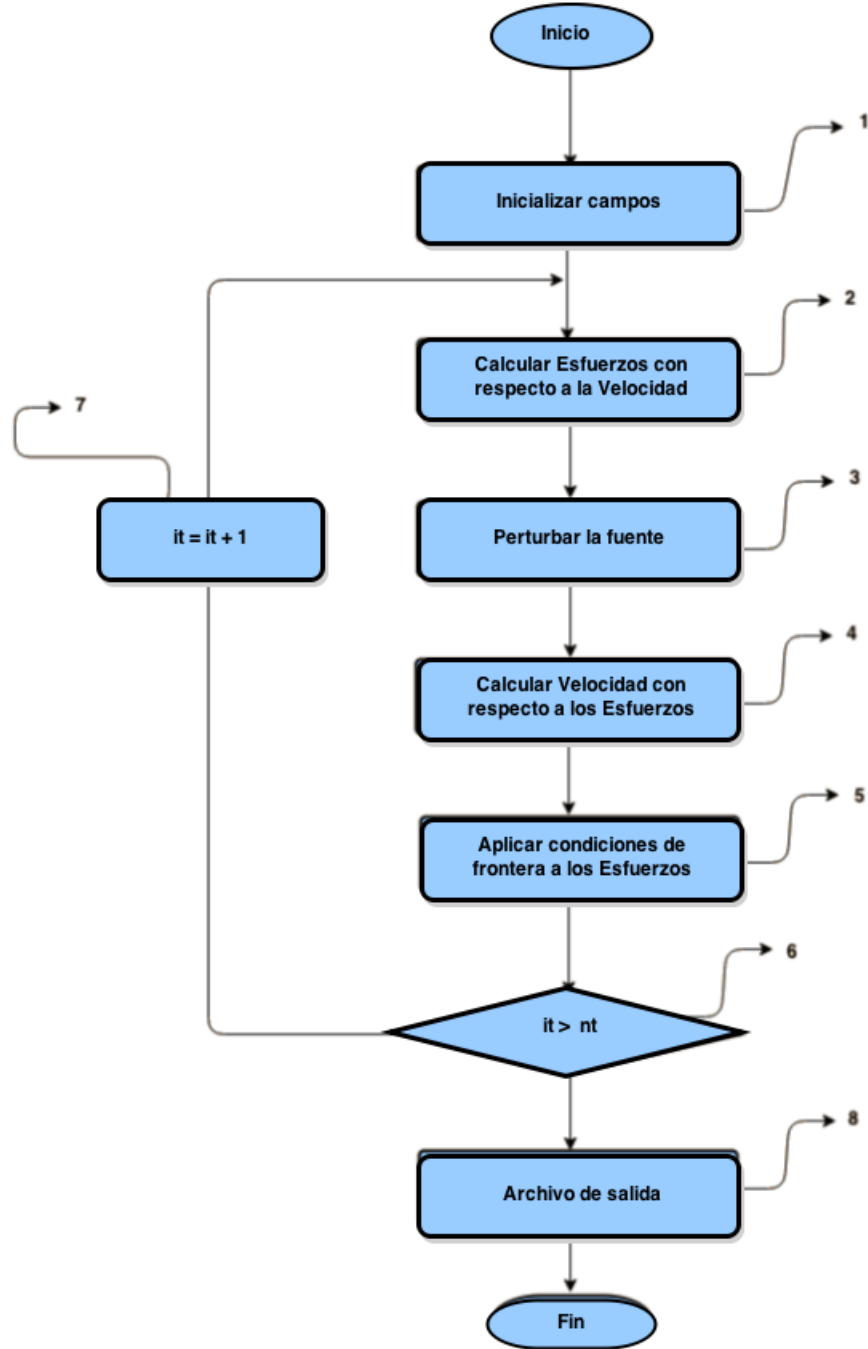 Inicio
1
Inicializar campos
2
Calcular Esfuerzos con
respecto a la Velocidad
7
3
it = it + 1
Perturbar la fuente
4
Calcular Velocidad con
respecto a los Esfuerzos
5
Aplicar condiciones de
frontera a los Esfuerzos
6
it > nt
8
Archivo de salida
Fin